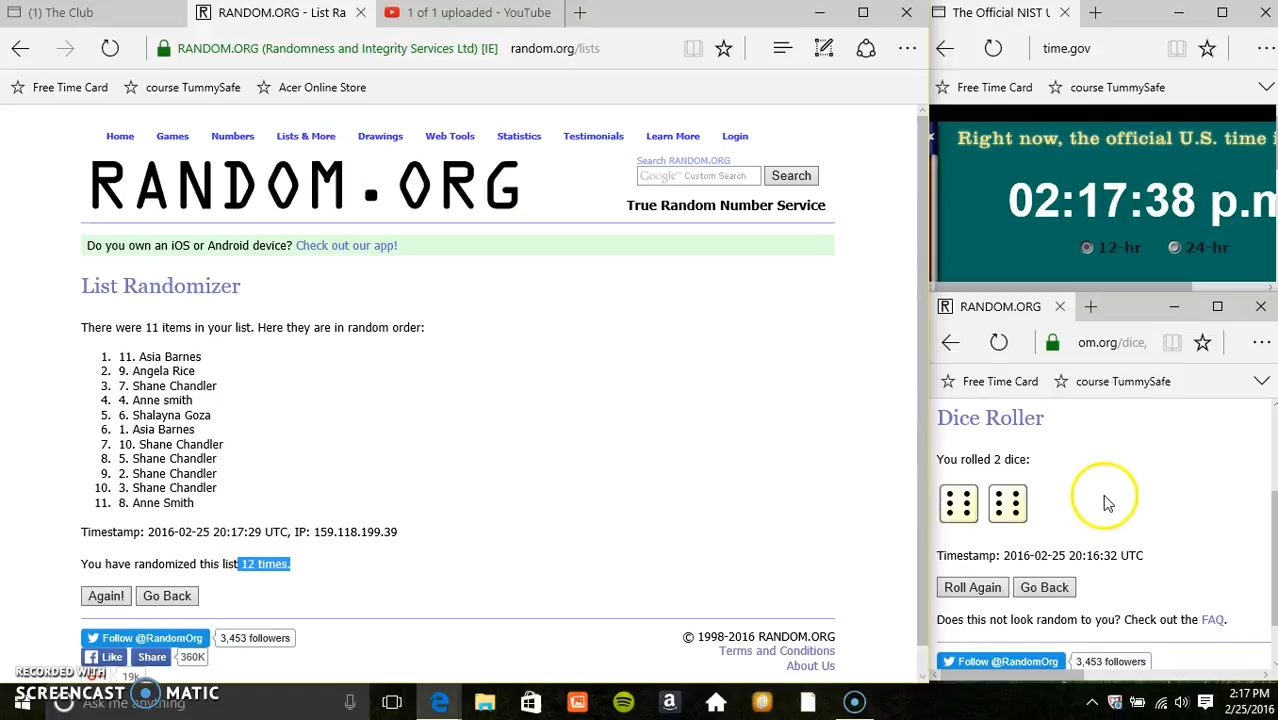 (1) The Club
RANDOM.ORG - List Ra
1 of 1 uploaded - YouTube
RANDOM.ORG (Randomness and Integrity Services Ltd) [IE] random.org/lists
Free Time Card
course TummySafe
Acer Online Store
Home
Games
Numbers
Lists & More
Drawings
Web Tools
Statistics
Testimonials
Learn More
Login
RANDOM.ORG
Search RANDOM.ORG
Google™ Custom Search
Search
True Random Number Service
Do you own an iOS or Android device? Check out our app!
List Randomizer
There were 11 items in your list. Here they are in random order:
1. 11. Asia Barnes
2. 9. Angela Rice
3. 7. Shane Chandler
4. 4. Anne smith
5. 6. Shalayna Goza
6. 1. Asia Barnes
7. 10. Shane Chandler
8. 5. Shane Chandler
9. 2. Shane Chandler
10. 3. Shane Chandler
11. 8. Anne Smith
Timestamp: 2016-02-25 20:17:29 UTC, IP: 159.118.199.39
You have randomized this list 12 times.
Again!
Go Back
Follow @RandomOrg
3,453 followers
Like
Share
360K
19k
© 1998-2016 RANDOM.ORG
Terms and Conditions
About Us
The Official NIST U
time.gov
Free Time Card
course TummySafe
Right now, the official U.S. time i
02:17:38 p.m
12-hr
24-hr
RANDOM.ORG
om.org/dice,
Free Time Card
course TummySafe
Dice Roller
You rolled 2 dice:
Timestamp: 2016-02-25 20:16:32 UTC
Roll Again
Go Back
Does this not look random to you? Check out the FAQ.
Follow @RandomOrg
3,453 followers
RECORDED WITH
SCREENCAST MATIC
Ask me anything
2:17 PM
2/25/2016